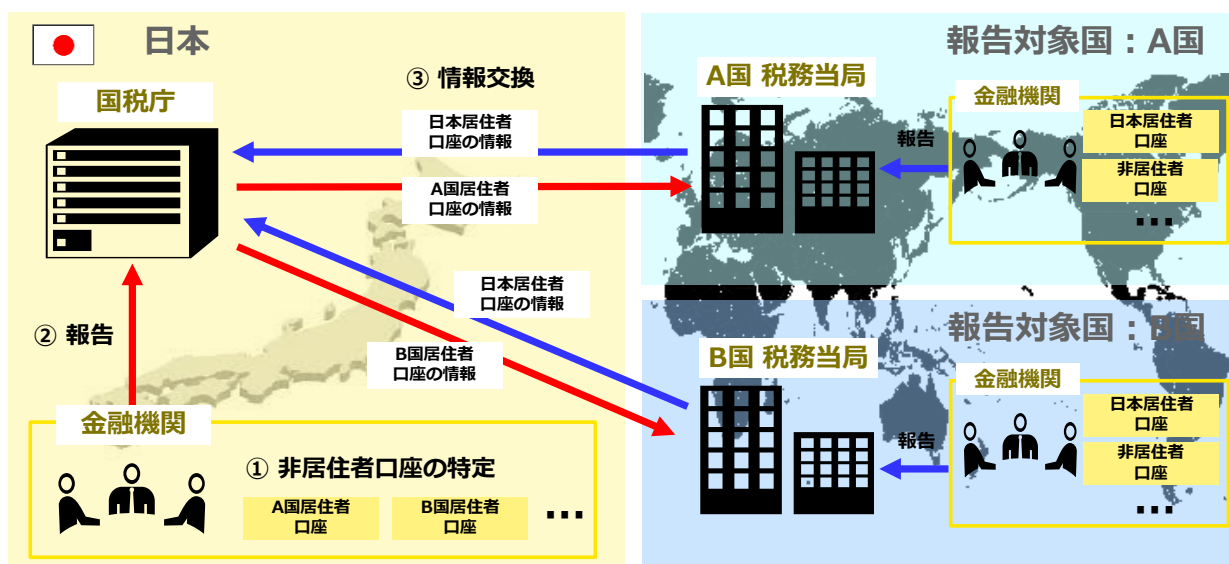 日本
国税庁
③ 情報交換
日本居住者
口座の情報
A国居住者
口座の情報
日本居住者
口座の情報
B国居住者
口座の情報
② 報告
金融機関
① 非居住者口座の特定
A国居住者
口座
B国居住者
口座
…
報告対象国：A国
A国 税務当局
報告
金融機関
日本居住者
口座
非居住者
口座
…
報告対象国：B国
B国 税務当局
報告
金融機関
日本居住者
口座
非居住者
口座
…